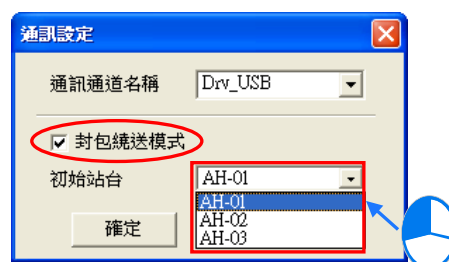 通訊設定
通訊通道名稱 Drv_USB
封包繞送模式
初始站台 AH-01
AH-01
確定 AH-02
AH-03